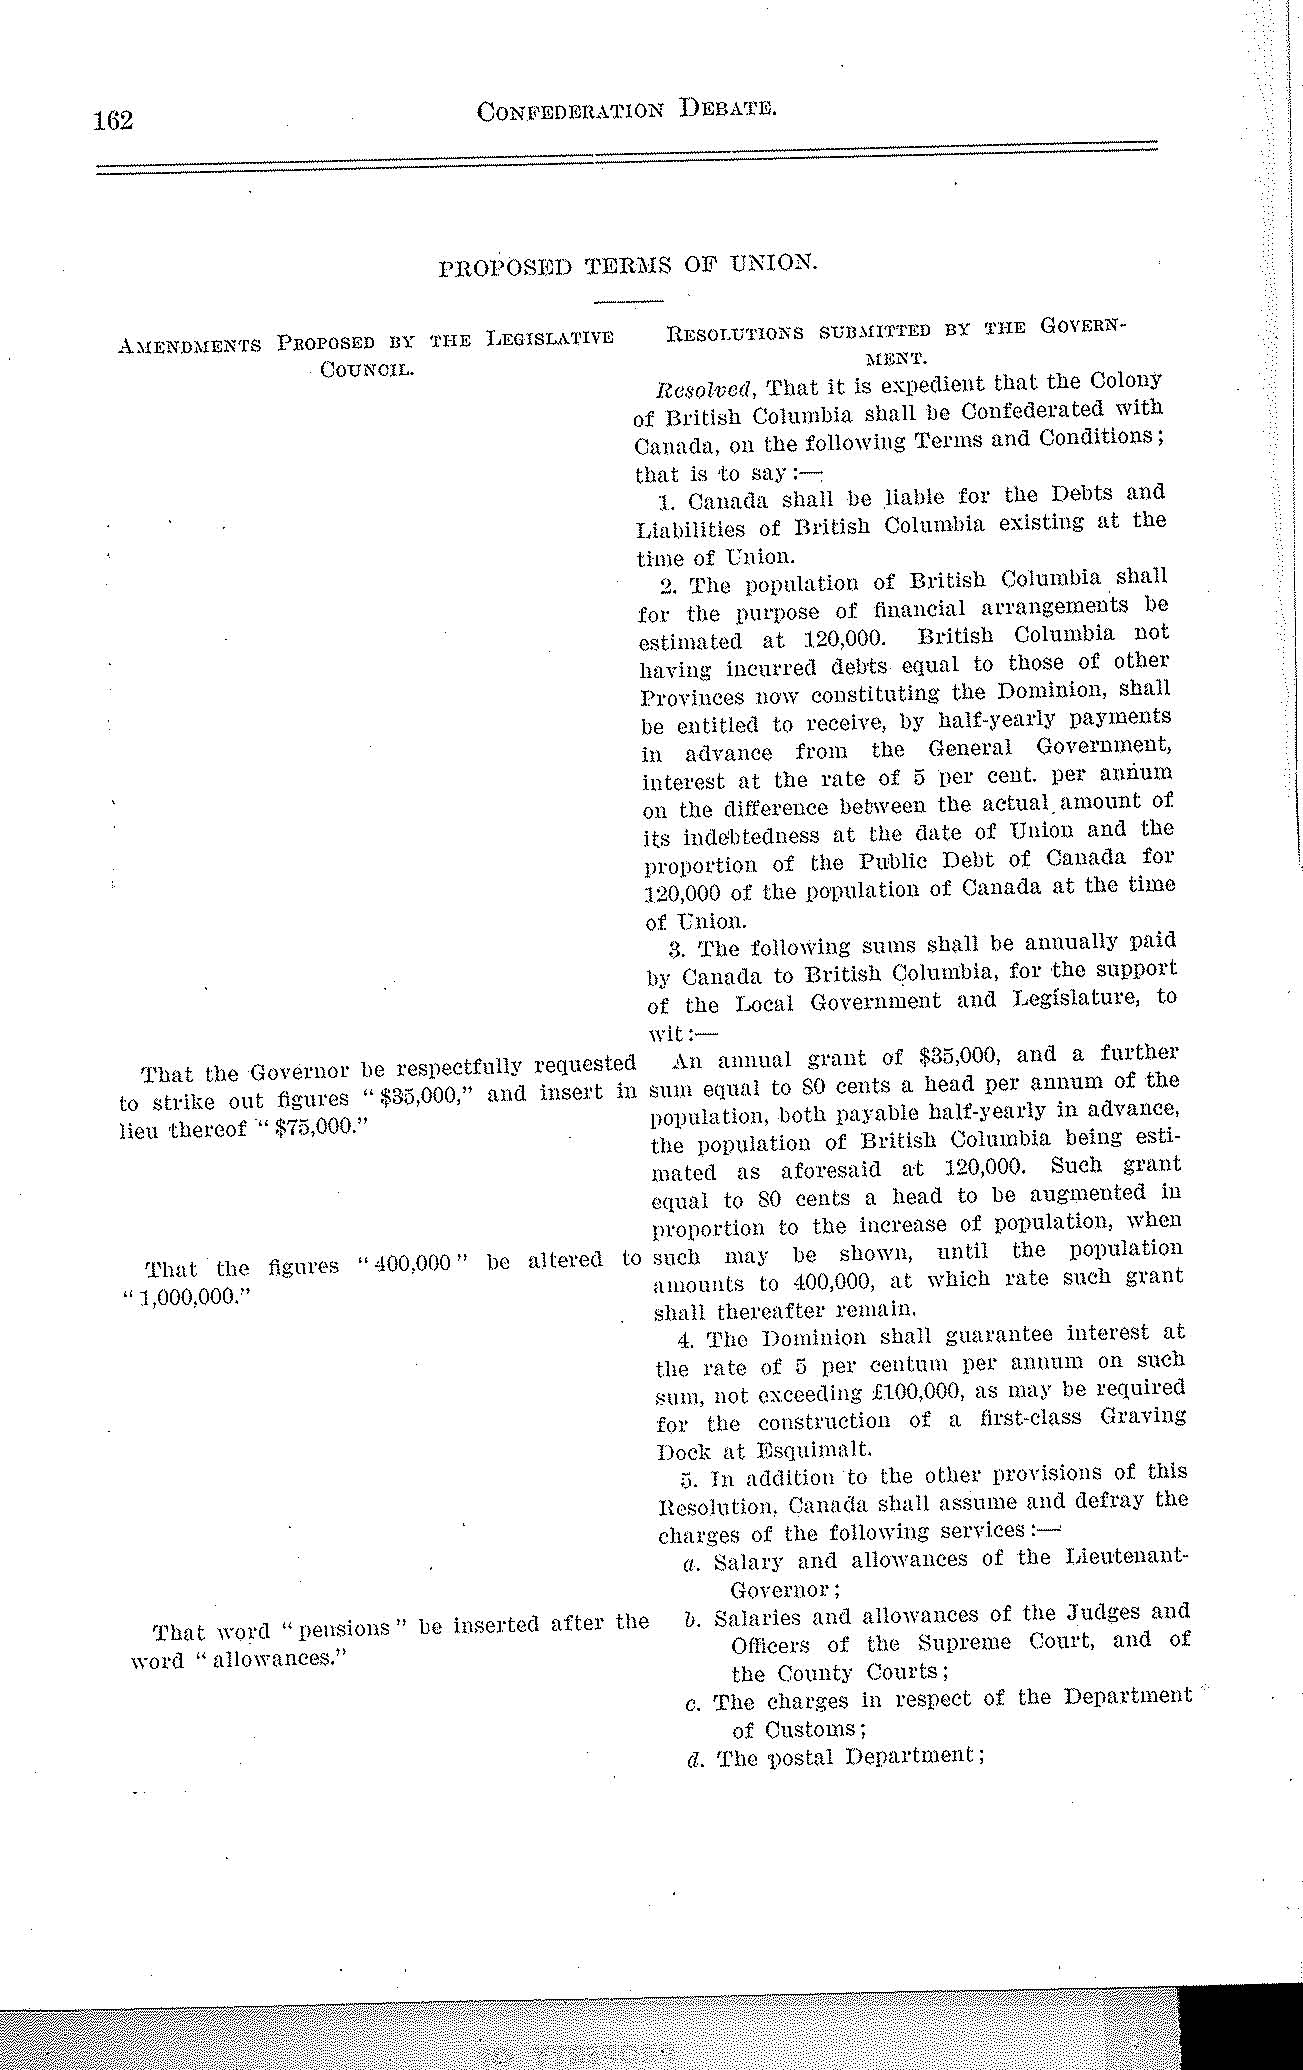 162
CONFEDERATION DEBATE.
PROPOSED TERMS OF UNION.
AMENDMENTS PROPOSED BY THE LEGISLATIVE
COUNCIL.
That the Governor be respectfully requested
to strike out figures "$35,000," and insert in
lieu thereof "$75,000."
That the figures "400,000" be altered to
"1,000,000."
That word "pensions" be inserted after the
word "allowances."
RESOLUTIONS SUBMITTED BY THE GOVERN-
MENT.
Resolved, That it is expedient that the Colony
of British Columbia shall be Confederated with
Canada, on the following Terms and Conditions;
that is to say:—
1. Canada shall be liable for the Debts and
Liabilities of British Columbia existing at the
time of Union.
2. The population of British Columbia shall
for the purpose of financial arrangements be
estimated at 120,000. British Columbia not
having incurred debts equal to those of other
Provinces now constituting the Dominion, shall
be entitled to receive, by half-yearly payments
in advance from the General Government,
interest at the rate of 5 per cent. per annum
on the difference between the actual amount of
its indebtedness at the date of Union and the
proportion of the Public Debt of Canada for
120,000 of the population of Canada at the time
of Union.
3. The following sums shall be annually paid
by Canada to British Columbia, for the support
of the Local Government and Legislature, to
wit:—
An annual grant of $35,000, and a further
sum equal to 80 cents a head per annum of the
population, both payable half-yearly in advance,
the population of British Columbia being esti-
mated as aforesaid at 120,000. Such grant
equal to 80 cents a head to be augmented in
proportion to the increase of population, when
such may be shown, until the population
amounts to 400,000, at which rate such grant
shall thereafter remain.
4. The Dominion shall guarantee interest at
the rate of 5 per centum per annum on such
sum, not exceeding £100,000, as may be required
for the construction of a first-class Graving
Dock at Esquimalt.
5. In addition to the other provisions of this
Resolution, Canada shall assume and defray the
charges of the following services:—
a. Salary and allowances of the Lieutenant-
Governor;
b. Salaries and allowances of the Judges and
Officers of the Supreme Court, and of
the County Courts;
c. The charges in respect of the Department
of Customs;
d. The postal Department;